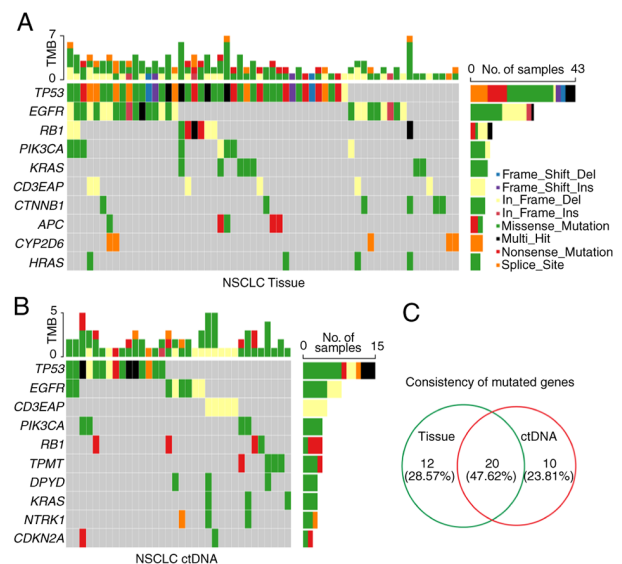 A
7
TMB
0
0 No. of samples 43
TP53
EGFR
RB1
PIK3CA
KRAS
CD3EAP
CTNNB1
APC
CYP2D6
HRAS
Frame_Shift_Del
Frame_Shift_Ins
In_Frame_Del
In_Frame_Ins
Missense_Mutation
Multi_Hit
Nonsense_Mutation
Splice_Site
NSCLC Tissue
B
5
TMB
0
No. of
samples
0 15
TP53
EGFR
CD3EAP
PIK3CA
RB1
TPMT
DPYD
KRAS
NTRK1
CDKN2A
NSCLC ctDNA
C
Consistency of mutated genes
Tissue ctDNA
12 20 10
(28.57%) (47.62%) (23.81%)